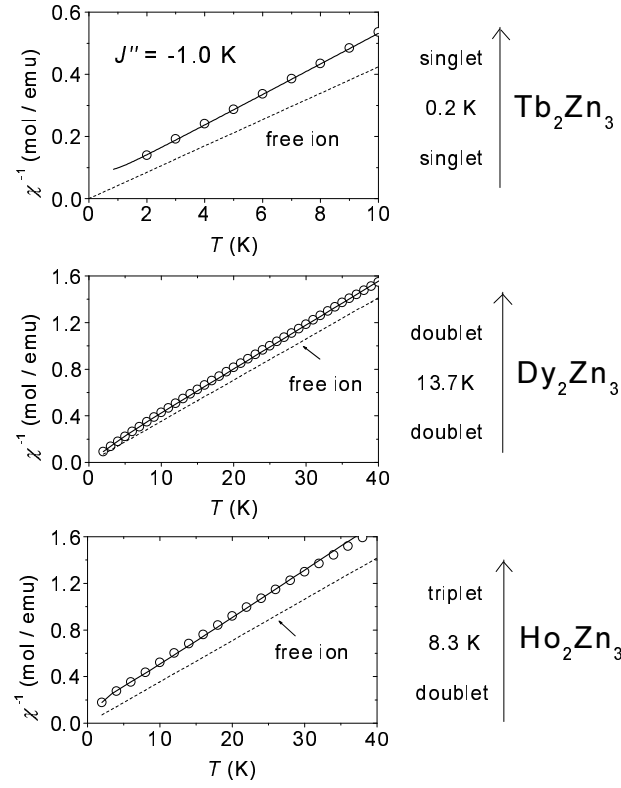 0.6
J'' = -1.0 K
0.4
free ion
0.2
0.0
χ⁻¹ (mol / emu)
0 2 4 6 8 10
T (K)
singlet
0.2 K
singlet
Tb₂Zn₃
1.6
1.2
0.8
free ion
0.4
0.0
χ⁻¹ (mol / emu)
0 10 20 30 40
T (K)
doublet
13.7 K
doublet
Dy₂Zn₃
1.6
1.2
0.8
free ion
0.4
0.0
χ⁻¹ (mol / emu)
0 10 20 30 40
T (K)
triplet
8.3 K
doublet
Ho₂Zn₃